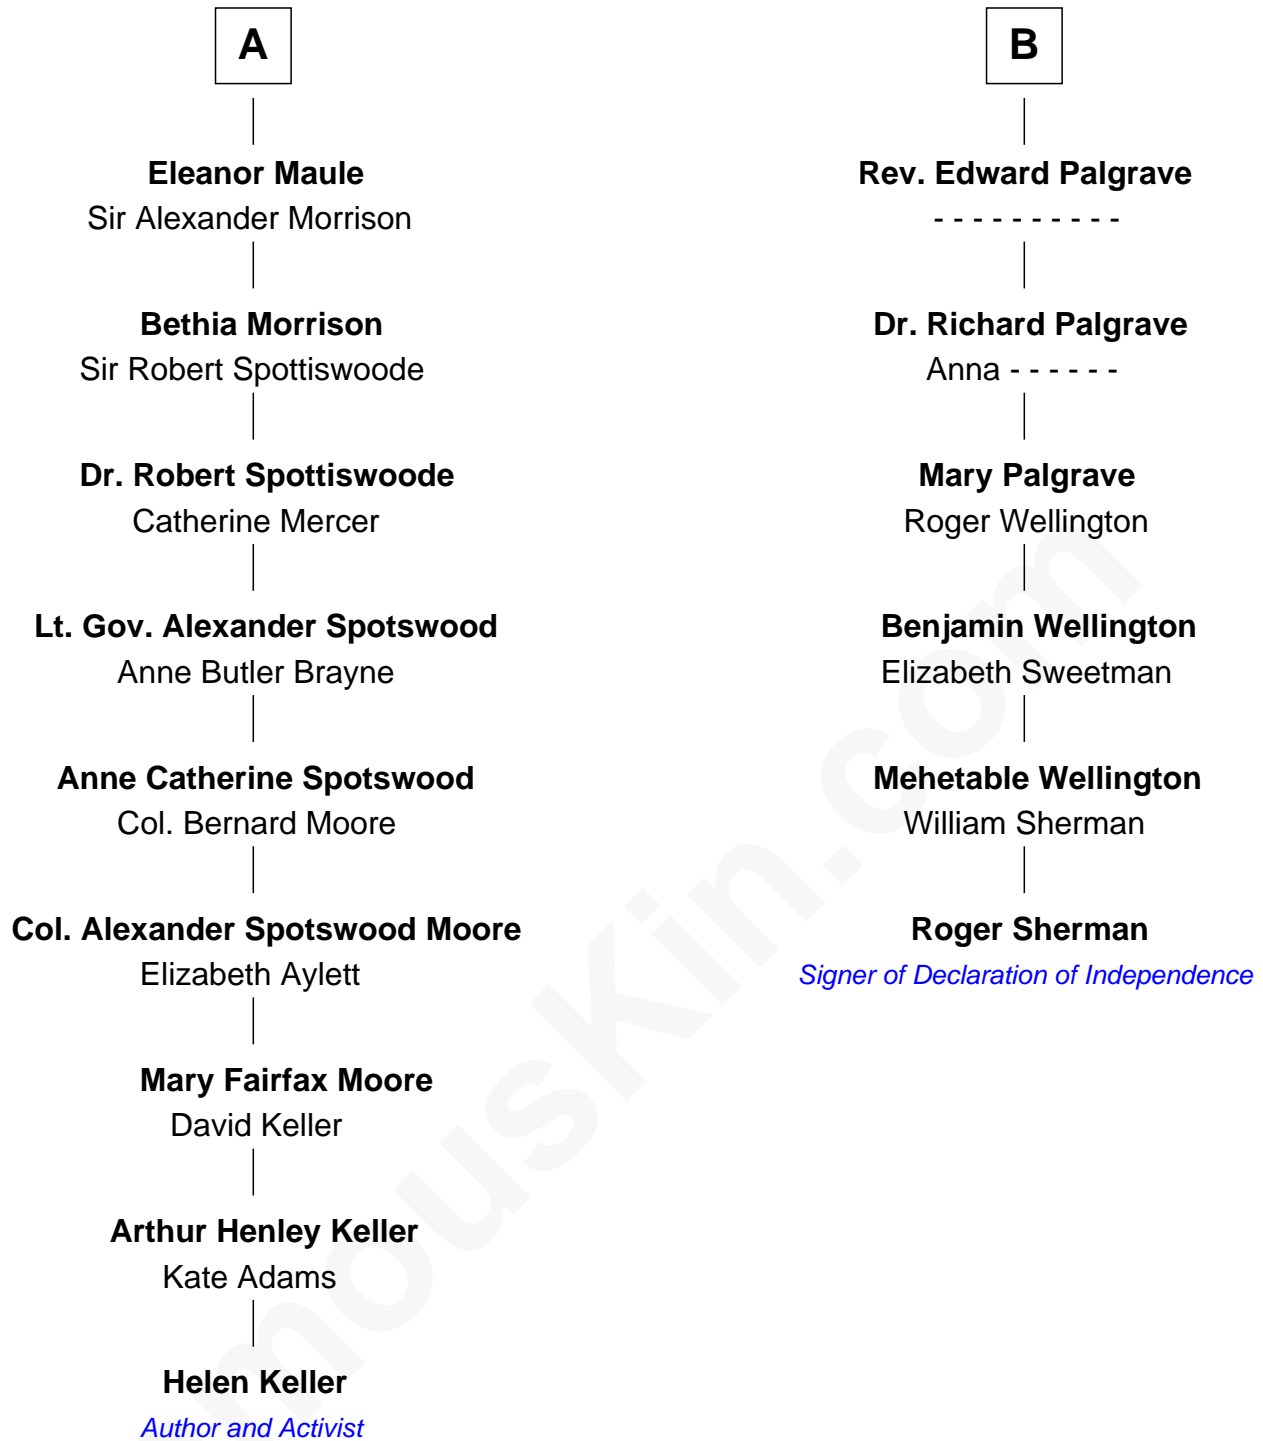 A
Eleanor Maule
Sir Alexander Morrison
Bethia Morrison
Sir Robert Spottiswoode
Dr. Robert Spottiswoode
Catherine Mercer
Lt. Gov. Alexander Spotswood
Anne Butler Brayne
Anne Catherine Spotswood
Col. Bernard Moore
Col. Alexander Spotswood Moore
Elizabeth Aylett
Mary Fairfax Moore
David Keller
Arthur Henley Keller
Kate Adams
Helen Keller
Author and Activist
B
Rev. Edward Palgrave
- - - - - - - - - -
Dr. Richard Palgrave
Anna - - - - - -
Mary Palgrave
Roger Wellington
Benjamin Wellington
Elizabeth Sweetman
Mehetable Wellington
William Sherman
Roger Sherman
Signer of Declaration of Independence
mouskin.com